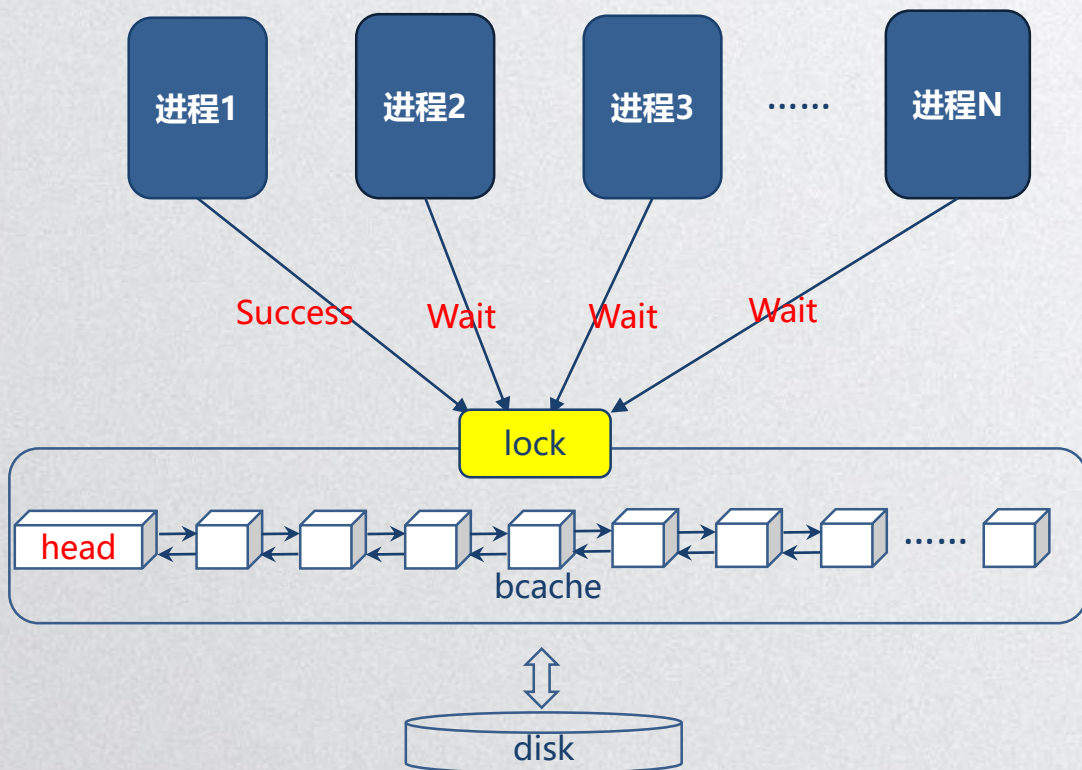 进程1
进程2
进程3
……
进程N
Success
Wait
Wait
Wait
lock
head
……
bcache
disk